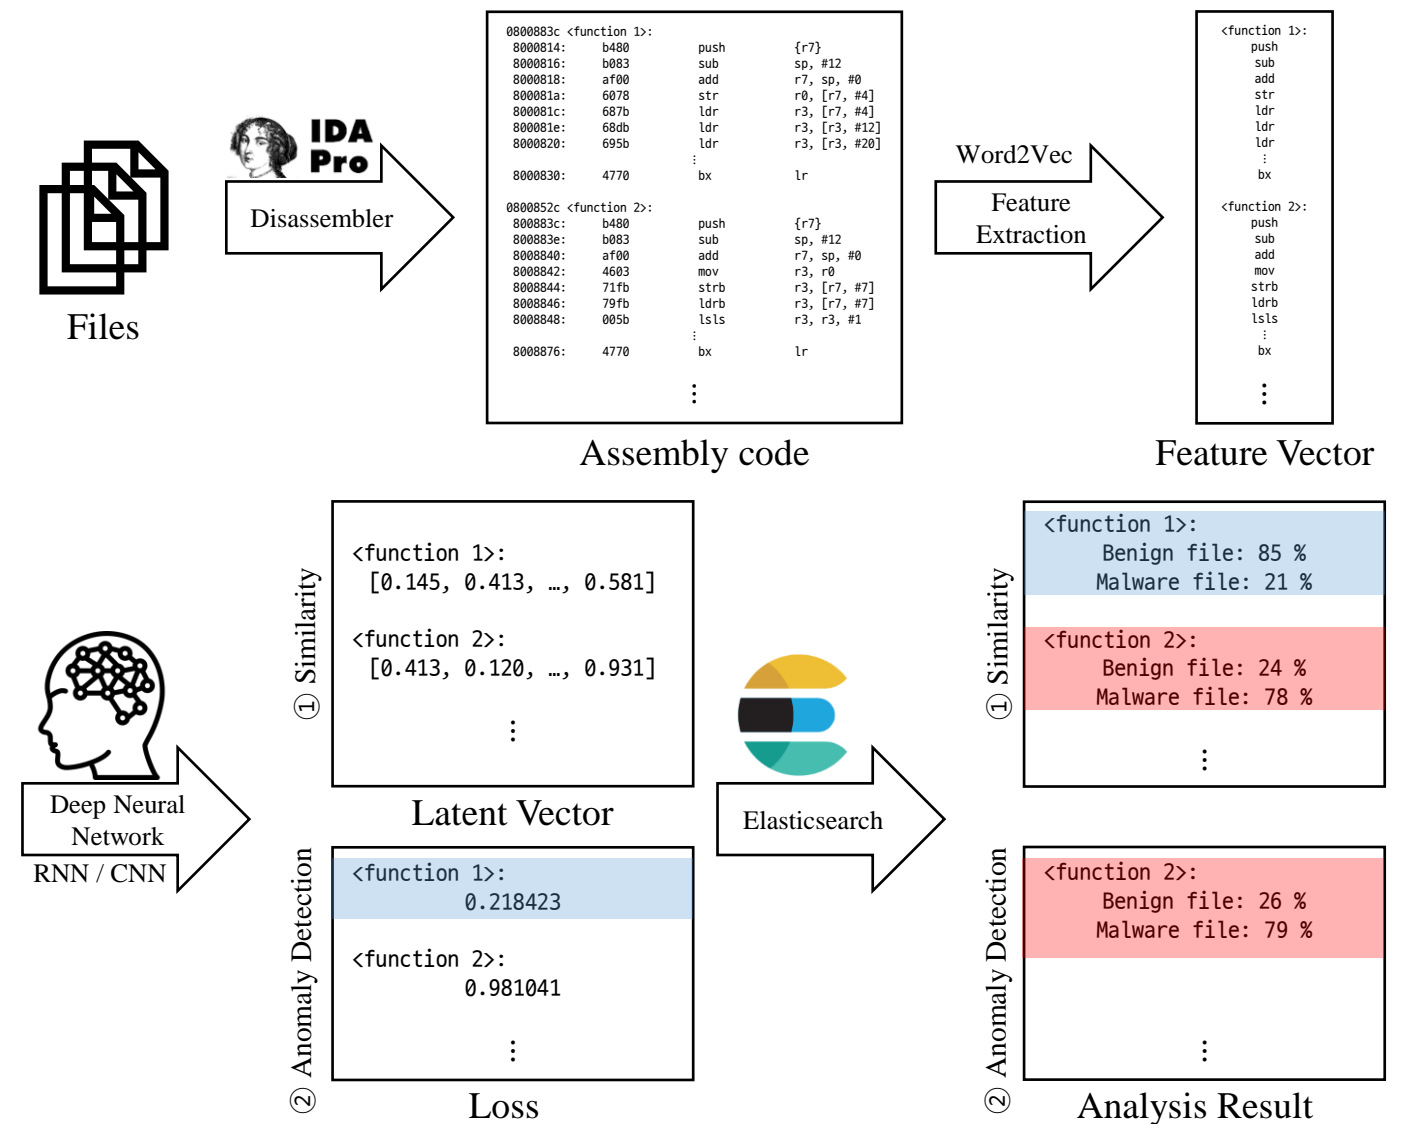 Files
IDA
Pro
Disassembler
0800883c <function 1>:
8000814: b480 push {r7}
8000816: b083 sub sp, #12
8000818: af00 add r7, sp, #0
800081a: 6078 str r0, [r7, #4]
800081c: 687b ldr r3, [r7, #4]
800081e: 68db ldr r3, [r3, #12]
8000820: 695b ldr r3, [r3, #20]
⋮
8000830: 4770 bx lr
0800852c <function 2>:
800883c: b480 push {r7}
800883e: b083 sub sp, #12
8008840: af00 add r7, sp, #0
8008842: 4603 mov r3, r0
8008844: 71fb strb r3, [r7, #7]
8008846: 79fb ldrb r3, [r7, #7]
8008848: 005b lsls r3, r3, #1
⋮
8008876: 4770 bx lr
⋮
Assembly code
Word2Vec
Feature
Extraction
<function 1>:
push
sub
add
str
ldr
ldr
ldr
⋮
bx
<function 2>:
push
sub
add
mov
strb
ldrb
lsls
⋮
bx
⋮
Feature Vector
Deep Neural
Network
RNN / CNN
① Similarity
<function 1>:
[0.145, 0.413, …, 0.581]
<function 2>:
[0.413, 0.120, …, 0.931]
⋮
Latent Vector
② Anomaly Detection
<function 1>:
0.218423
<function 2>:
0.981041
⋮
Loss
Elasticsearch
① Similarity
<function 1>:
Benign file: 85 %
Malware file: 21 %
<function 2>:
Benign file: 24 %
Malware file: 78 %
⋮
② Anomaly Detection
<function 2>:
Benign file: 26 %
Malware file: 79 %
⋮
Analysis Result